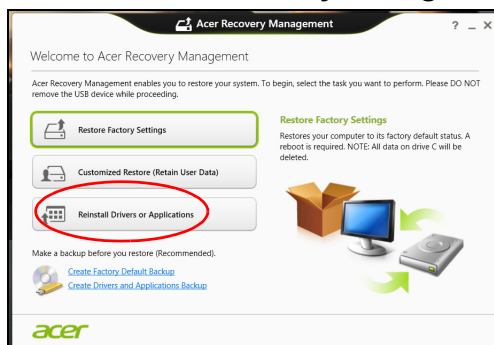 Acer Recovery Management
? _ X
Welcome to Acer Recovery Management
Acer Recovery Management enables you to restore your system. To begin, select the task you want to perform. Please DO NOT
remove the USB device while proceeding.
Restore Factory Settings
Restore Factory Settings
Restores your computer to its factory default status. A
reboot is required. NOTE: All data on drive C will be
deleted.
Customized Restore (Retain User Data)
Reinstall Drivers or Applications
Make a backup before you restore (Recommended).
Create Factory Default Backup
Create Drivers and Applications Backup
acer